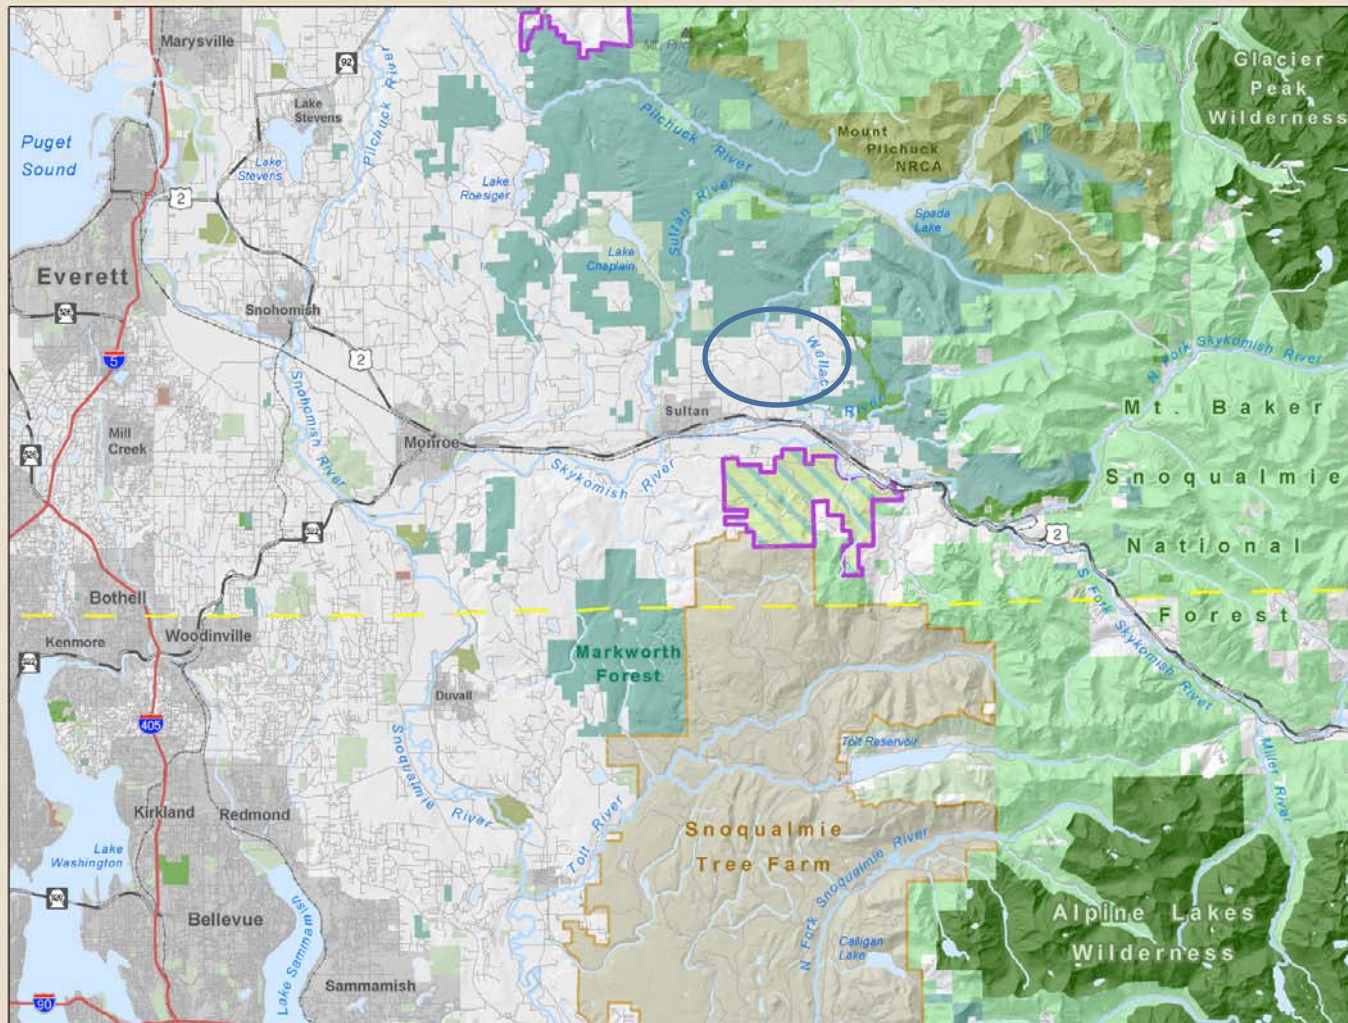 Marysville
92
Pilchuck River
Lake
Stevens
Lake
Stevens
Puget
Sound
2
Lake
Roesiger
Pilchuck River
Mount
Pilchuck
NRCA
Glacier
Peak
Wilderness
Sultan River
Spada
Lake
Lake
Chaplain
Everett
526
Snohomish
5
2
Snohomish River
Wallac
River
N Fork Skykomish River
Sultan
Mill
Creek
Monroe
Skykomish River
Mt. Baker
Snoqualmie
National
Forest
522
2
S Fork Skykomish River
Bothell
Kenmore
Woodinville
522
Markworth
Forest
Duvall
405
Snoqualmie River
Tolt Reservoir
Miller River
Kirkland
Redmond
Tolt River
Snoqualmie
Tree Farm
N Fork Snoqualmie River
Lake
Washington
520
Bellevue
Lake Sammamish
Calligan
Lake
Alpine Lakes
Wilderness
Sammamish
90